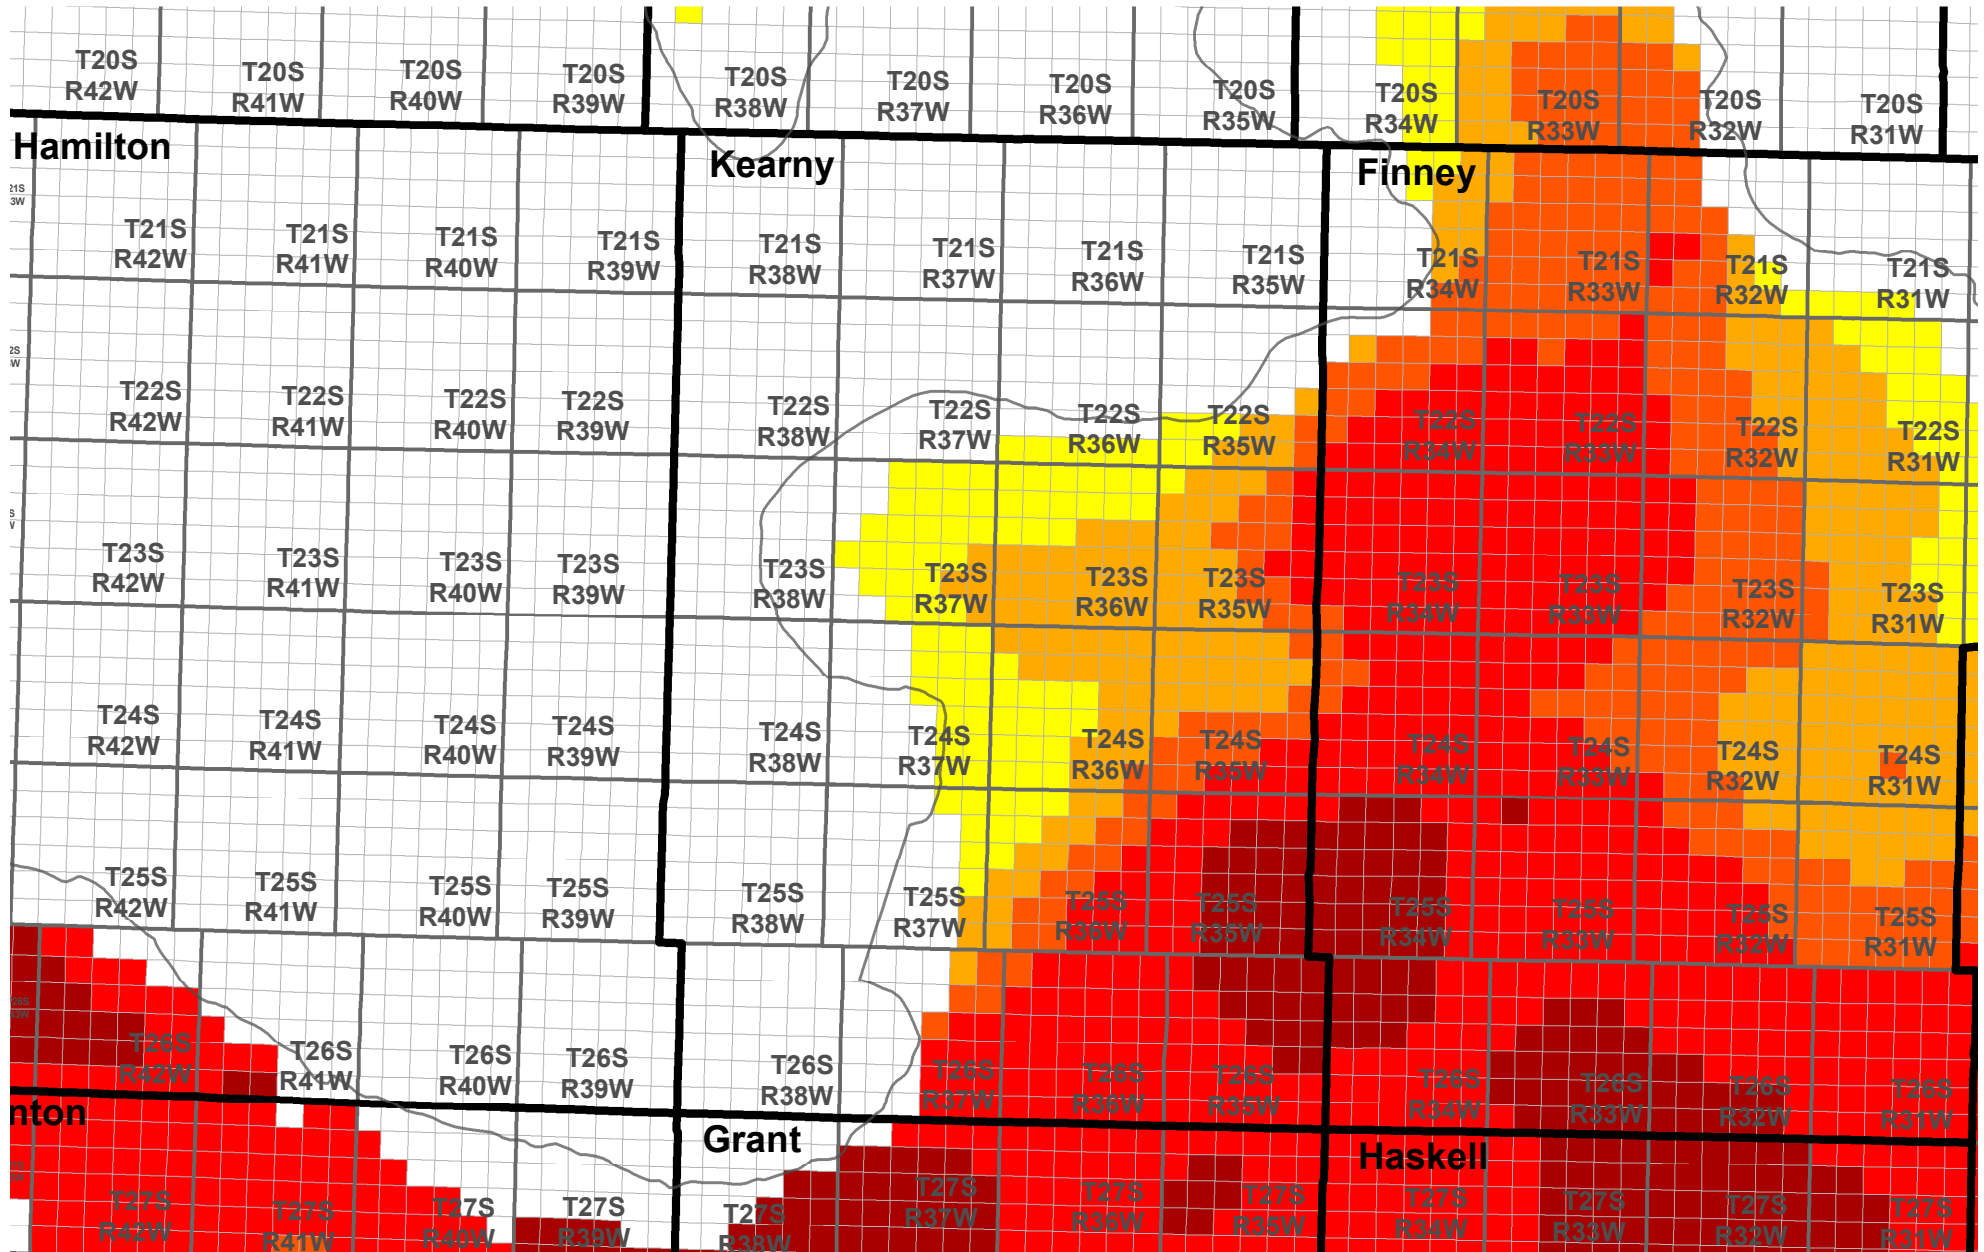 T20S
R42W
T20S
R41W
T20S
R40W
T20S
R39W
T20S
R38W
T20S
R37W
T20S
R36W
T20S
R35W
T20S
R34W
T20S
R33W
T20S
R32W
T20S
R31W
Hamilton
Kearny
Finney
21S
3W
T21S
R42W
T21S
R41W
T21S
R40W
T21S
R39W
T21S
R38W
T21S
R37W
T21S
R36W
T21S
R35W
T21S
R34W
T21S
R33W
T21S
R32W
T21S
R31W
2S
W
T22S
R42W
T22S
R41W
T22S
R40W
T22S
R39W
T22S
R38W
T22S
R37W
T22S
R36W
T22S
R35W
T22S
R34W
T22S
R33W
T22S
R32W
T22S
R31W
T23S
R42W
T23S
R41W
T23S
R40W
T23S
R39W
T23S
R38W
T23S
R37W
T23S
R36W
T23S
R35W
T23S
R34W
T23S
R33W
T23S
R32W
T23S
R31W
T24S
R42W
T24S
R41W
T24S
R40W
T24S
R39W
T24S
R38W
T24S
R37W
T24S
R36W
T24S
R35W
T24S
R34W
T24S
R33W
T24S
R32W
T24S
R31W
T25S
R42W
T25S
R41W
T25S
R40W
T25S
R39W
T25S
R38W
T25S
R37W
T25S
R36W
T25S
R35W
T25S
R34W
T25S
R33W
T25S
R32W
T25S
R31W
T26S
R42W
T26S
R41W
T26S
R40W
T26S
R39W
T26S
R38W
T26S
R37W
T26S
R36W
T26S
R35W
T26S
R34W
T26S
R33W
T26S
R32W
T26S
R31W
nton
Grant
Haskell
T27S
R42W
T27S
R41W
T27S
R40W
T27S
R39W
T27S
R38W
T27S
R37W
T27S
R36W
T27S
R35W
T27S
R34W
T27S
R33W
T27S
R32W
T27S
R31W